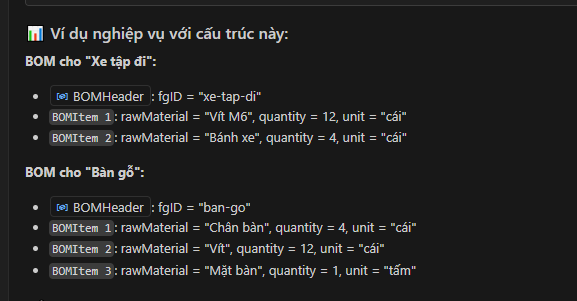 📊 Ví dụ nghiệp vụ với cấu trúc này:
BOM cho "Xe tập đi":
• BOMHeader: fgID = "xe-tap-di"
• BOMItem 1: rawMaterial = "Vít M6", quantity = 12, unit = "cái"
• BOMItem 2: rawMaterial = "Bánh xe", quantity = 4, unit = "cái"
BOM cho "Bàn gỗ":
• BOMHeader: fgID = "ban-go"
• BOMItem 1: rawMaterial = "Chân bàn", quantity = 4, unit = "cái"
• BOMItem 2: rawMaterial = "Vít", quantity = 12, unit = "cái"
• BOMItem 3: rawMaterial = "Mặt bàn", quantity = 1, unit = "tấm"